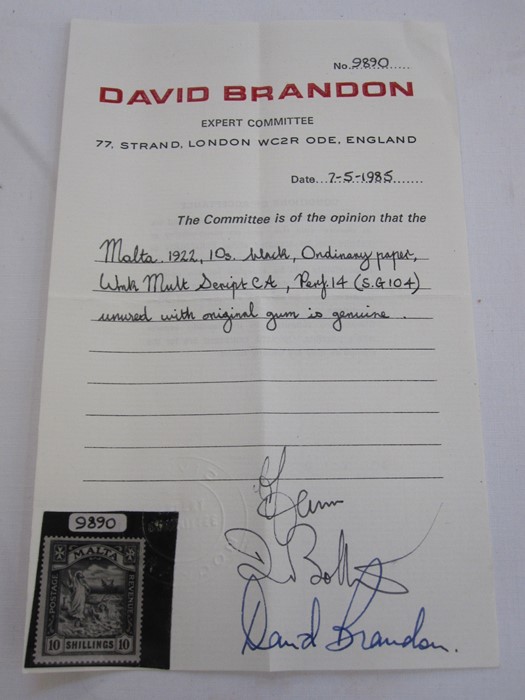 No. 9890
DAVID BRANDON
EXPERT COMMITTEE
77, STRAND, LONDON WC2R ODE, ENGLAND
Date...7-5-1985.......
The Committee is of the opinion that the
Malta. 1922, 10s. black, Ordinary paper,
Wmk Mult Script CA, Perf.14 (S.G104)
unused with original gum is genuine.
David Brandon.
9890
MALTA
POSTAGE
REVENUE
10 SHILLINGS 10